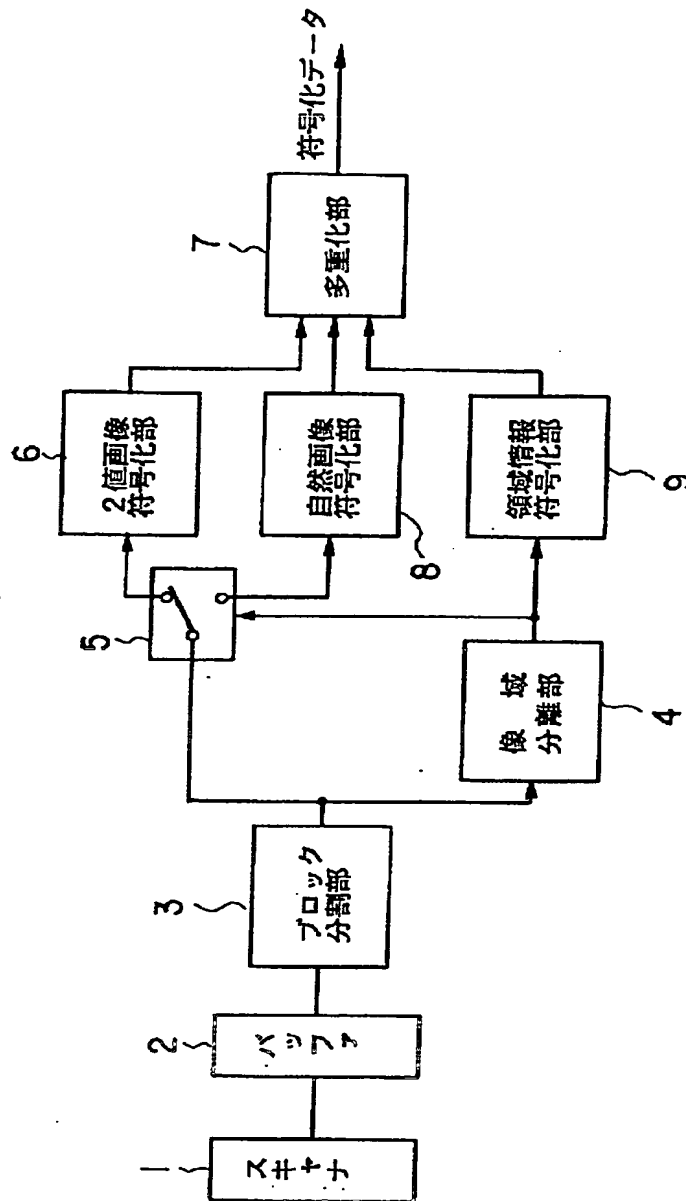 1
スキャナ
2
バッファ
3
ブロック
分割部
4
像域
分離部
5
6
2値画像
符号化部
8
自然画像
符号化部
9
領域情報
符号化部
7
多重化部
符号化データ